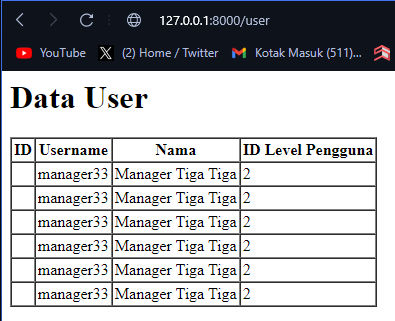 127.0.0.1:8000/user
YouTube (2) Home / Twitter Kotak Masuk (511)...
Data User
ID Username Nama ID Level Pengguna
manager33 Manager Tiga Tiga 2
manager33 Manager Tiga Tiga 2
manager33 Manager Tiga Tiga 2
manager33 Manager Tiga Tiga 2
manager33 Manager Tiga Tiga 2
manager33 Manager Tiga Tiga 2